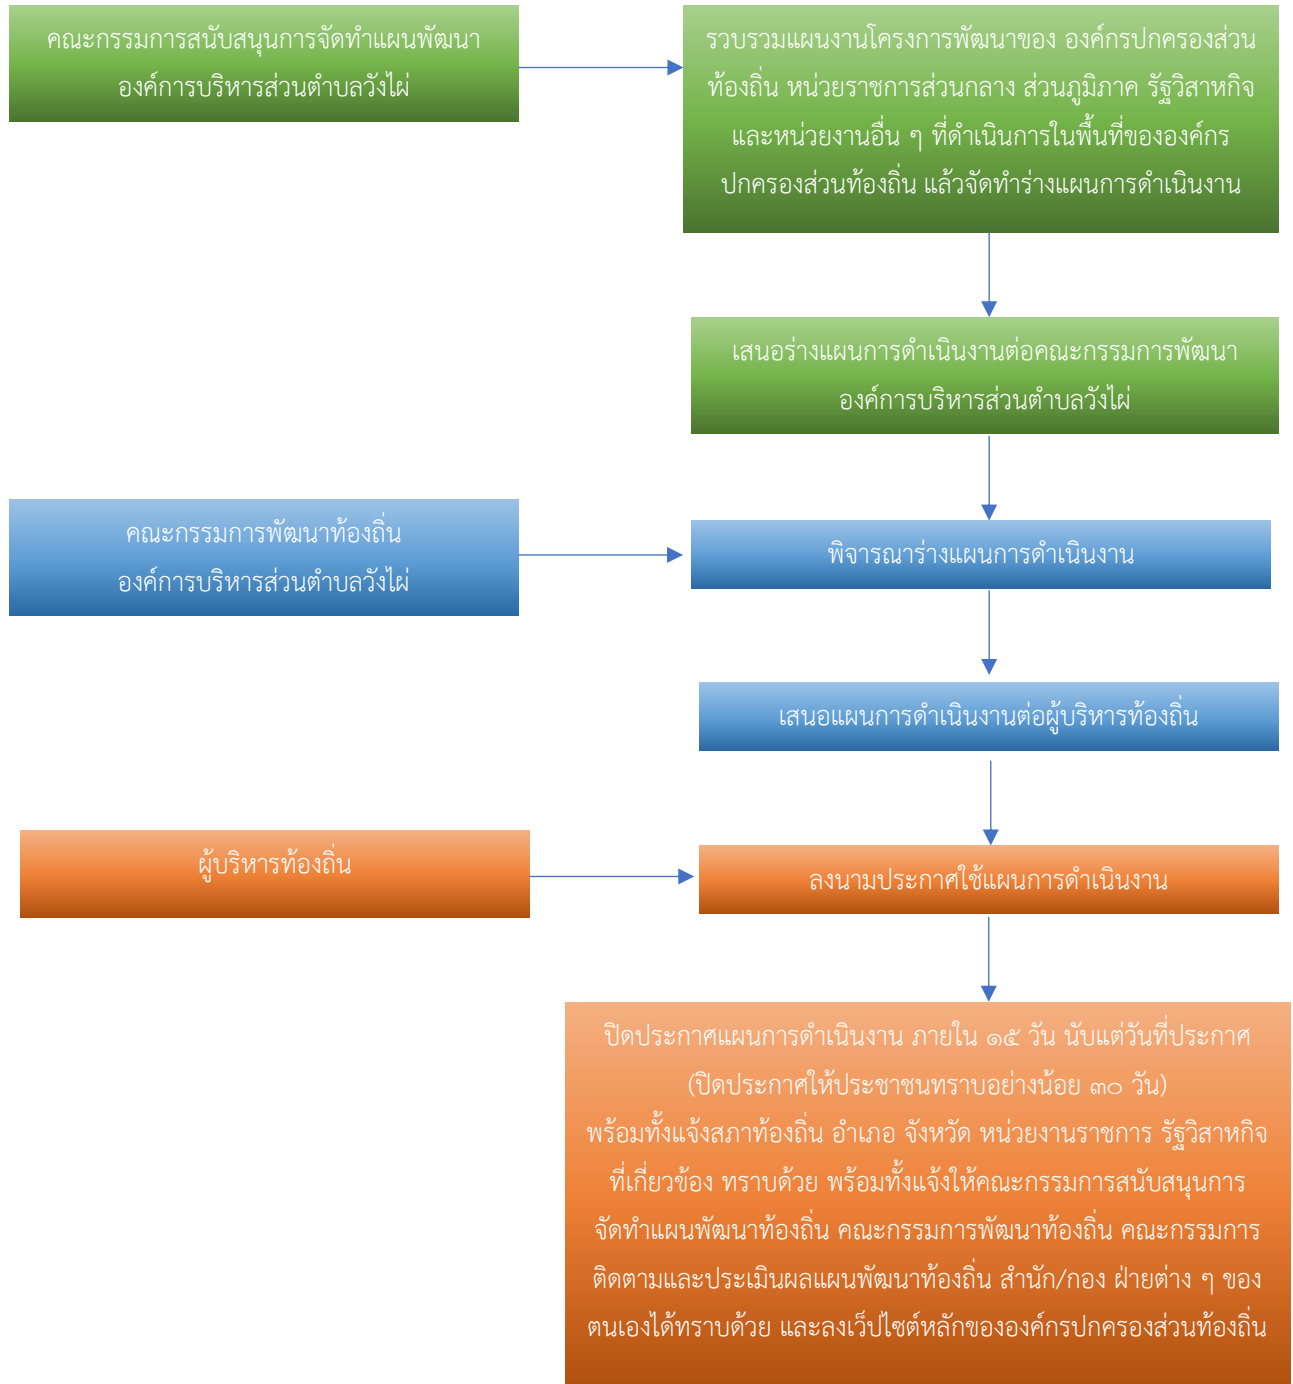 คณะกรรมการสนับสนุนการจัดทำแผนพัฒนา
องค์การบริหารส่วนตำบลวังไผ่
รวบรวมแผนงานโครงการพัฒนาของ องค์กรปกครองส่วน
ท้องถิ่น หน่วยราชการส่วนกลาง ส่วนภูมิภาค รัฐวิสาหกิจ
และหน่วยงานอื่น ๆ ที่ดำเนินการในพื้นที่ขององค์กร
ปกครองส่วนท้องถิ่น แล้วจัดทำร่างแผนการดำเนินงาน
เสนอร่างแผนการดำเนินงานต่อคณะกรรมการพัฒนา
องค์การบริหารส่วนตำบลวังไผ่
คณะกรรมการพัฒนาท้องถิ่น
องค์การบริหารส่วนตำบลวังไผ่
พิจารณาร่างแผนการดำเนินงาน
เสนอแผนการดำเนินงานต่อผู้บริหารท้องถิ่น
ผู้บริหารท้องถิ่น
ลงนามประกาศใช้แผนการดำเนินงาน
ปิดประกาศแผนการดำเนินงาน ภายใน ๑๕ วัน นับแต่วันที่ประกาศ
(ปิดประกาศให้ประชาชนทราบอย่างน้อย ๓๐ วัน)
พร้อมทั้งแจ้งสภาท้องถิ่น อำเภอ จังหวัด หน่วยงานราชการ รัฐวิสาหกิจ
ที่เกี่ยวข้อง ทราบด้วย พร้อมทั้งแจ้งให้คณะกรรมการสนับสนุนการ
จัดทำแผนพัฒนาท้องถิ่น คณะกรรมการพัฒนาท้องถิ่น คณะกรรมการ
ติดตามและประเมินผลแผนพัฒนาท้องถิ่น สำนัก/กอง ฝ่ายต่าง ๆ ของ
ตนเองได้ทราบด้วย และลงเว็ปไซต์หลักขององค์กรปกครองส่วนท้องถิ่น